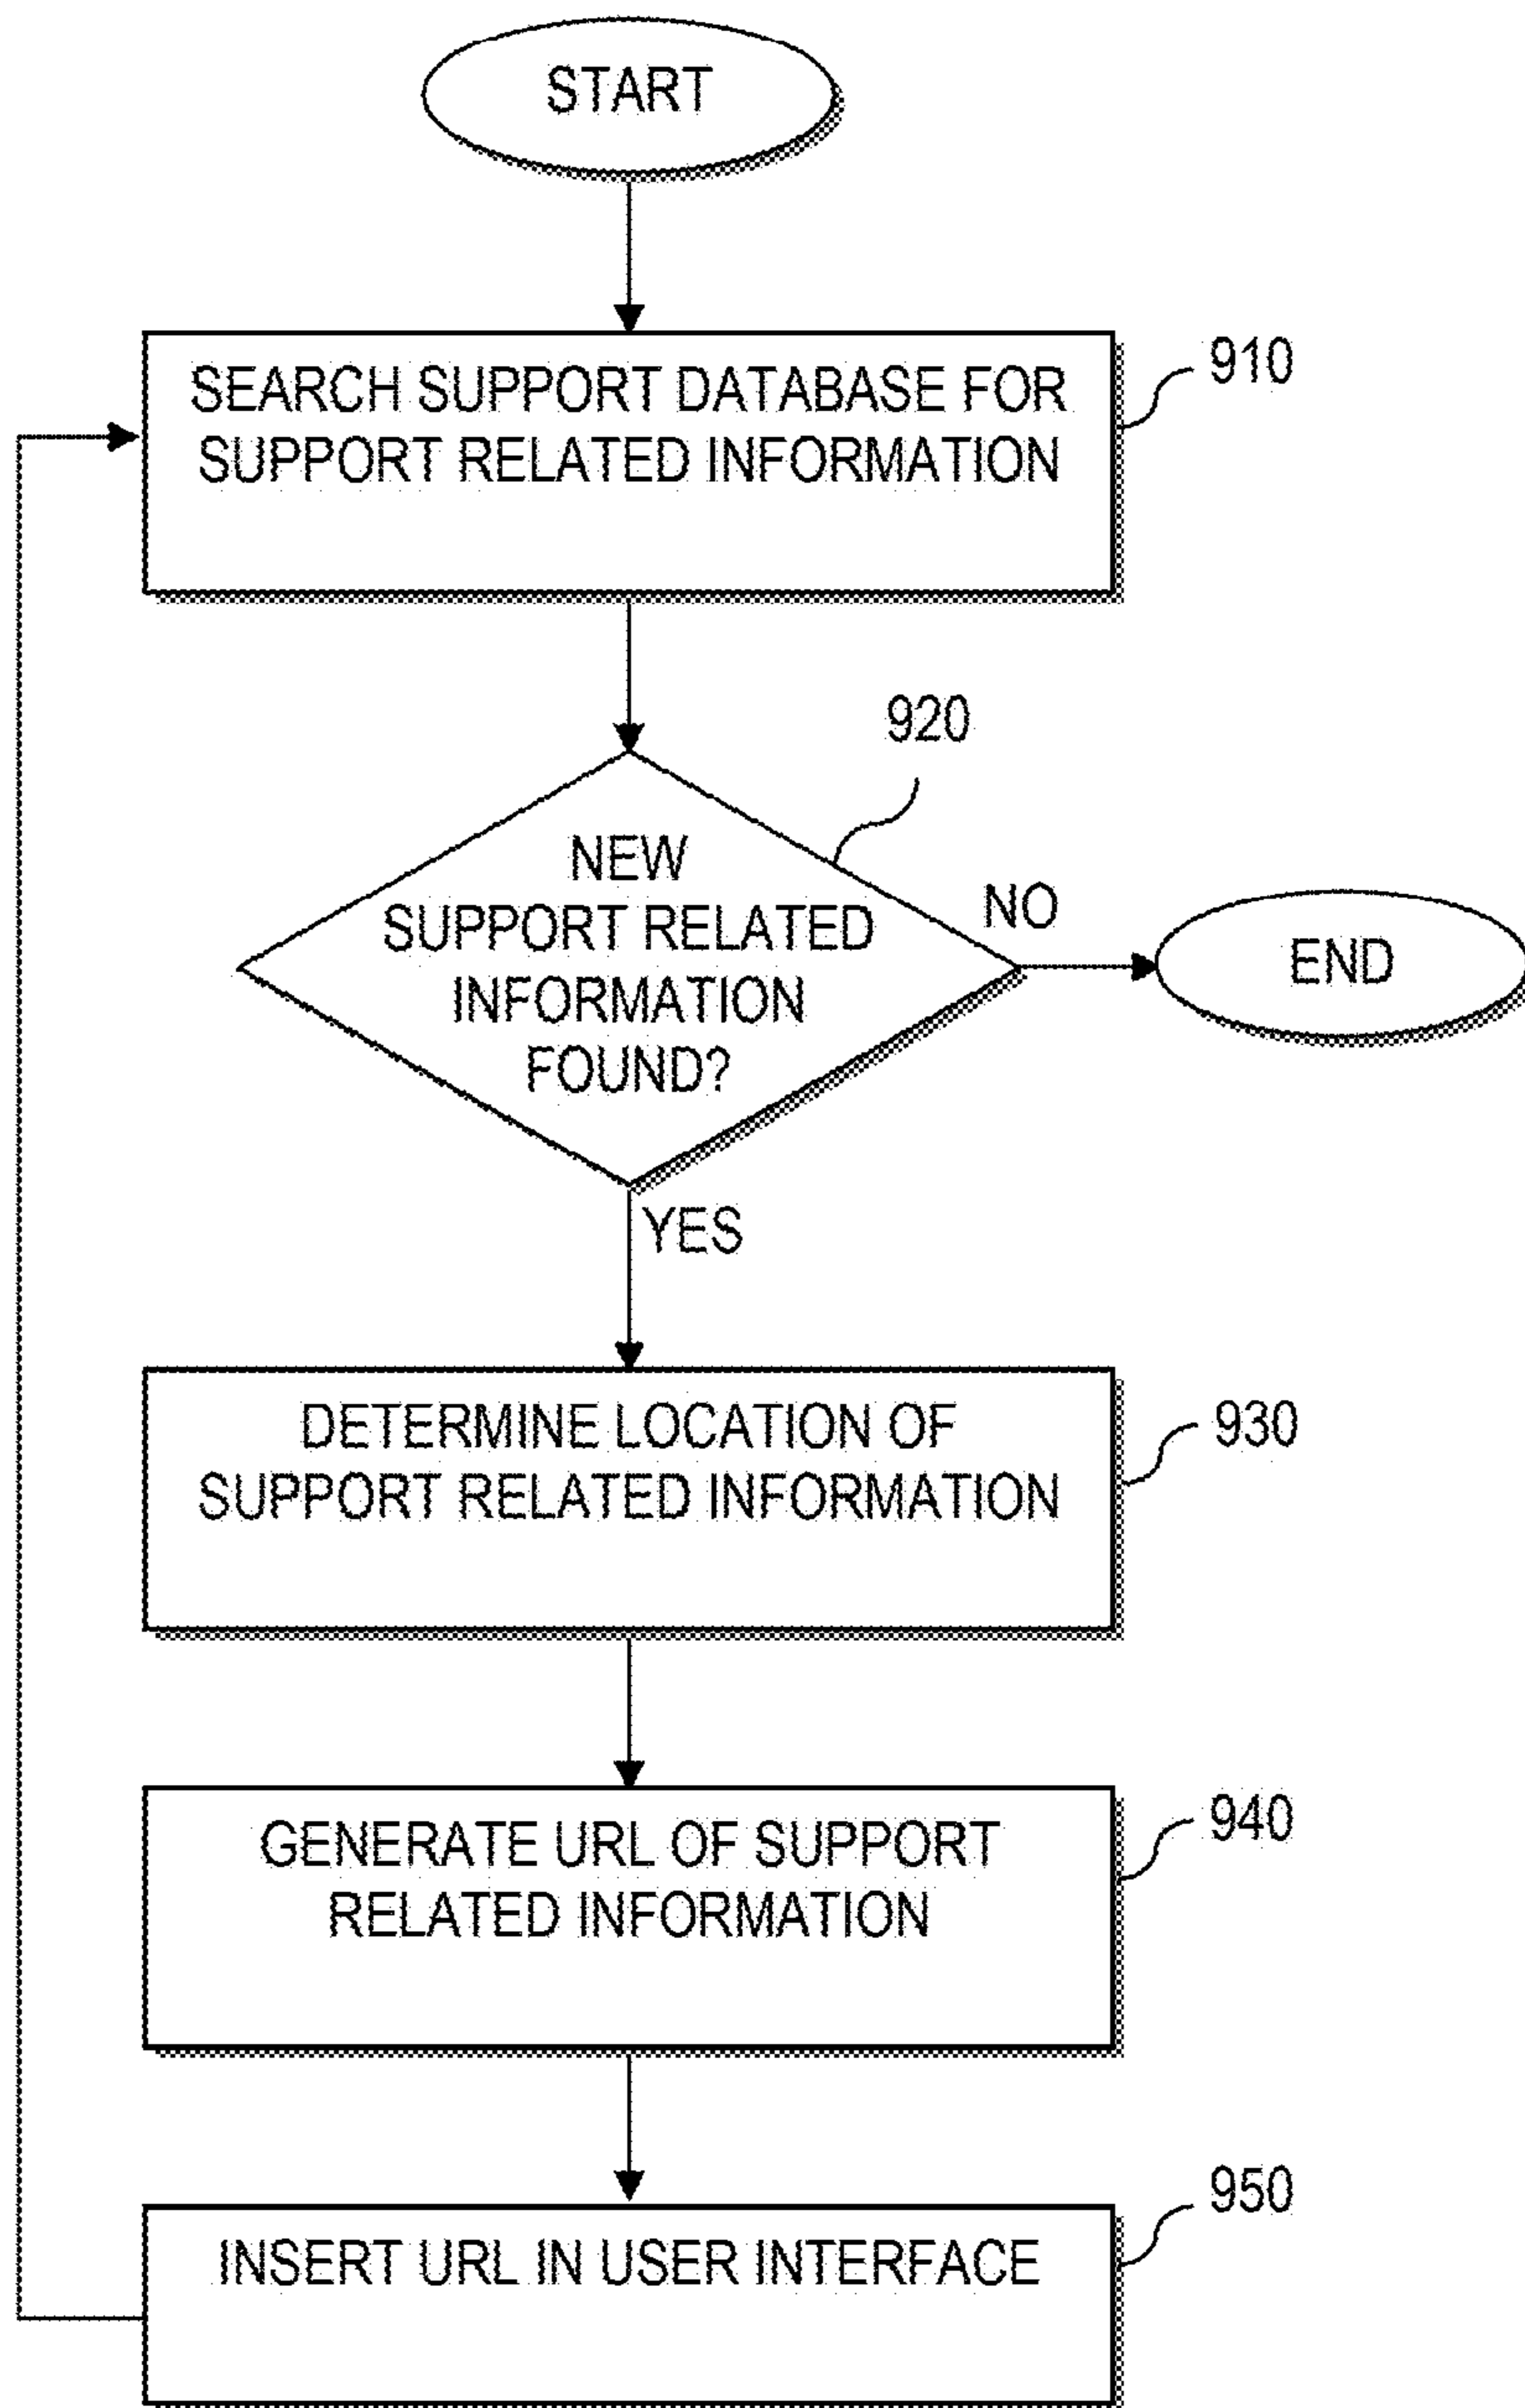 START
SEARCH SUPPORT DATABASE FOR
SUPPORT RELATED INFORMATION
910
920
NEW
SUPPORT RELATED
INFORMATION
FOUND?
NO
END
YES
DETERMINE LOCATION OF
SUPPORT RELATED INFORMATION
930
GENERATE URL OF SUPPORT
RELATED INFORMATION
940
INSERT URL IN USER INTERFACE
950